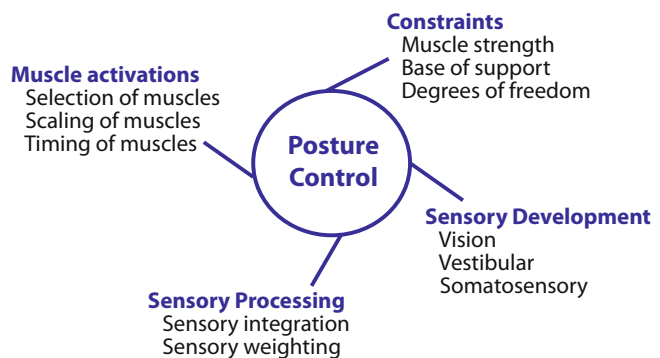 Constraints
Muscle strength
Base of support
Degrees of freedom
Muscle activations
Selection of muscles
Scaling of muscles
Timing of muscles
Posture
Control
Sensory Development
Vision
Vestibular
Somatosensory
Sensory Processing
Sensory integration
Sensory weighting